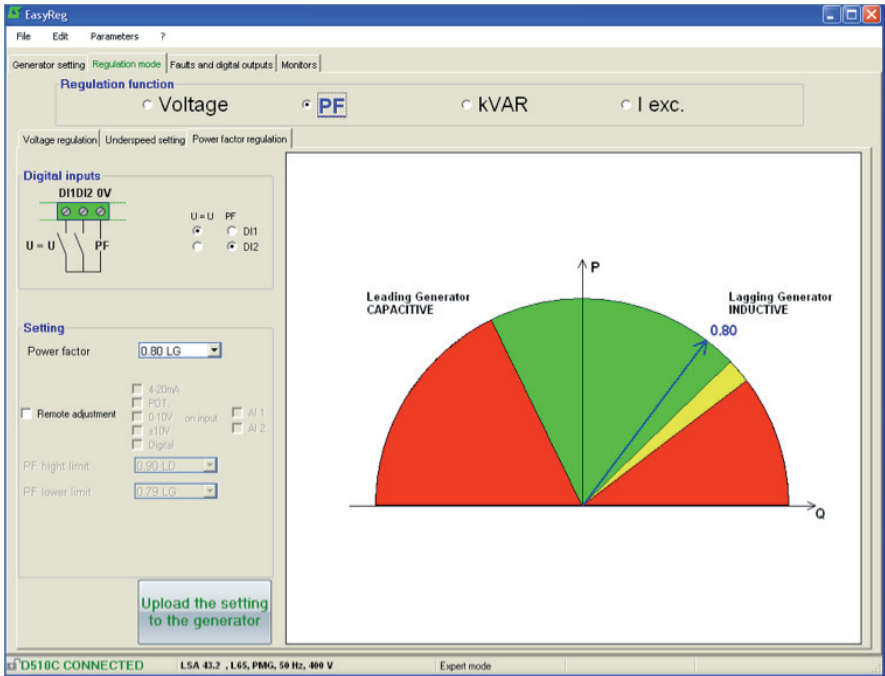 EasyReg
File Edit Parameters ?
Generator setting Regulation mode Faults and digital outputs Monitors
Regulation function
Voltage PF kVAR I exc.
Voltage regulation Underspeed setting Power factor regulation
Digital inputs
DI1DI2 0V
U = U PF
DI1
DI2
U = U PF
Setting
Power factor 0.80 LG
Remote adjustment
4-20mA
POT.
0-10V on input AI 1
±10V AI 2
Digital
PF hight limit 0.90 LD
PF lower limit 0.79 LG
Upload the setting
to the generator
P
Leading Generator
CAPACITIVE
Lagging Generator
INDUCTIVE
0.80
Q
D510C CONNECTED LSA 43.2 , L65, PMG, 50 Hz, 400 V Expert mode